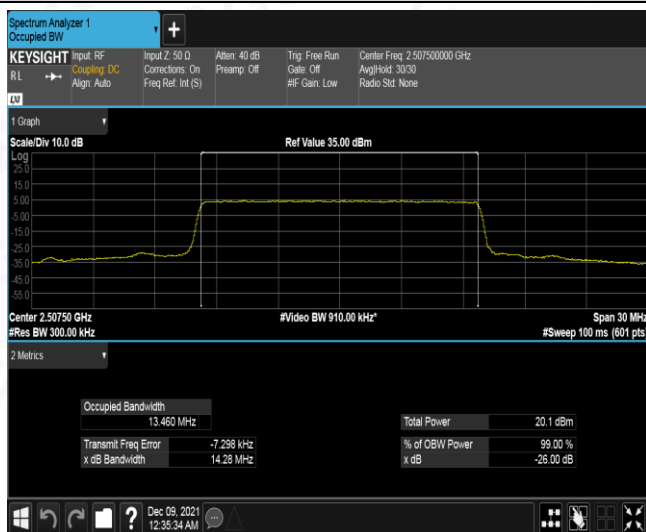 Spectrum Analyzer 1
Occupied BW
+
KEYSIGHT Input: RF Input Z: 50 Ω Atten: 40 dB Trig: Free Run Center Freq: 2.507500000 GHz
RL Coupling: DC Corrections: On Preamp: Off Gate: Off Avg|Hold: 30/30
Align: Auto Freq Ref: Int (S) #IF Gain: Low Radio Std: None
LXI
1 Graph
Scale/Div 10.0 dB Ref Value 35.00 dBm
Log
25.0
15.0
5.00
-5.00
-15.0
-25.0
-35.0
-45.0
-55.0
Center 2.50750 GHz #Video BW 910.00 kHz* Span 30 MHz
#Res BW 300.00 kHz #Sweep 100 ms (601 pts)
2 Metrics
Occupied Bandwidth
13.460 MHz Total Power 20.1 dBm
Transmit Freq Error -7.298 kHz % of OBW Power 99.00 %
x dB Bandwidth 14.28 MHz x dB -26.00 dB
? Dec 09, 2021
12:35:34 AM